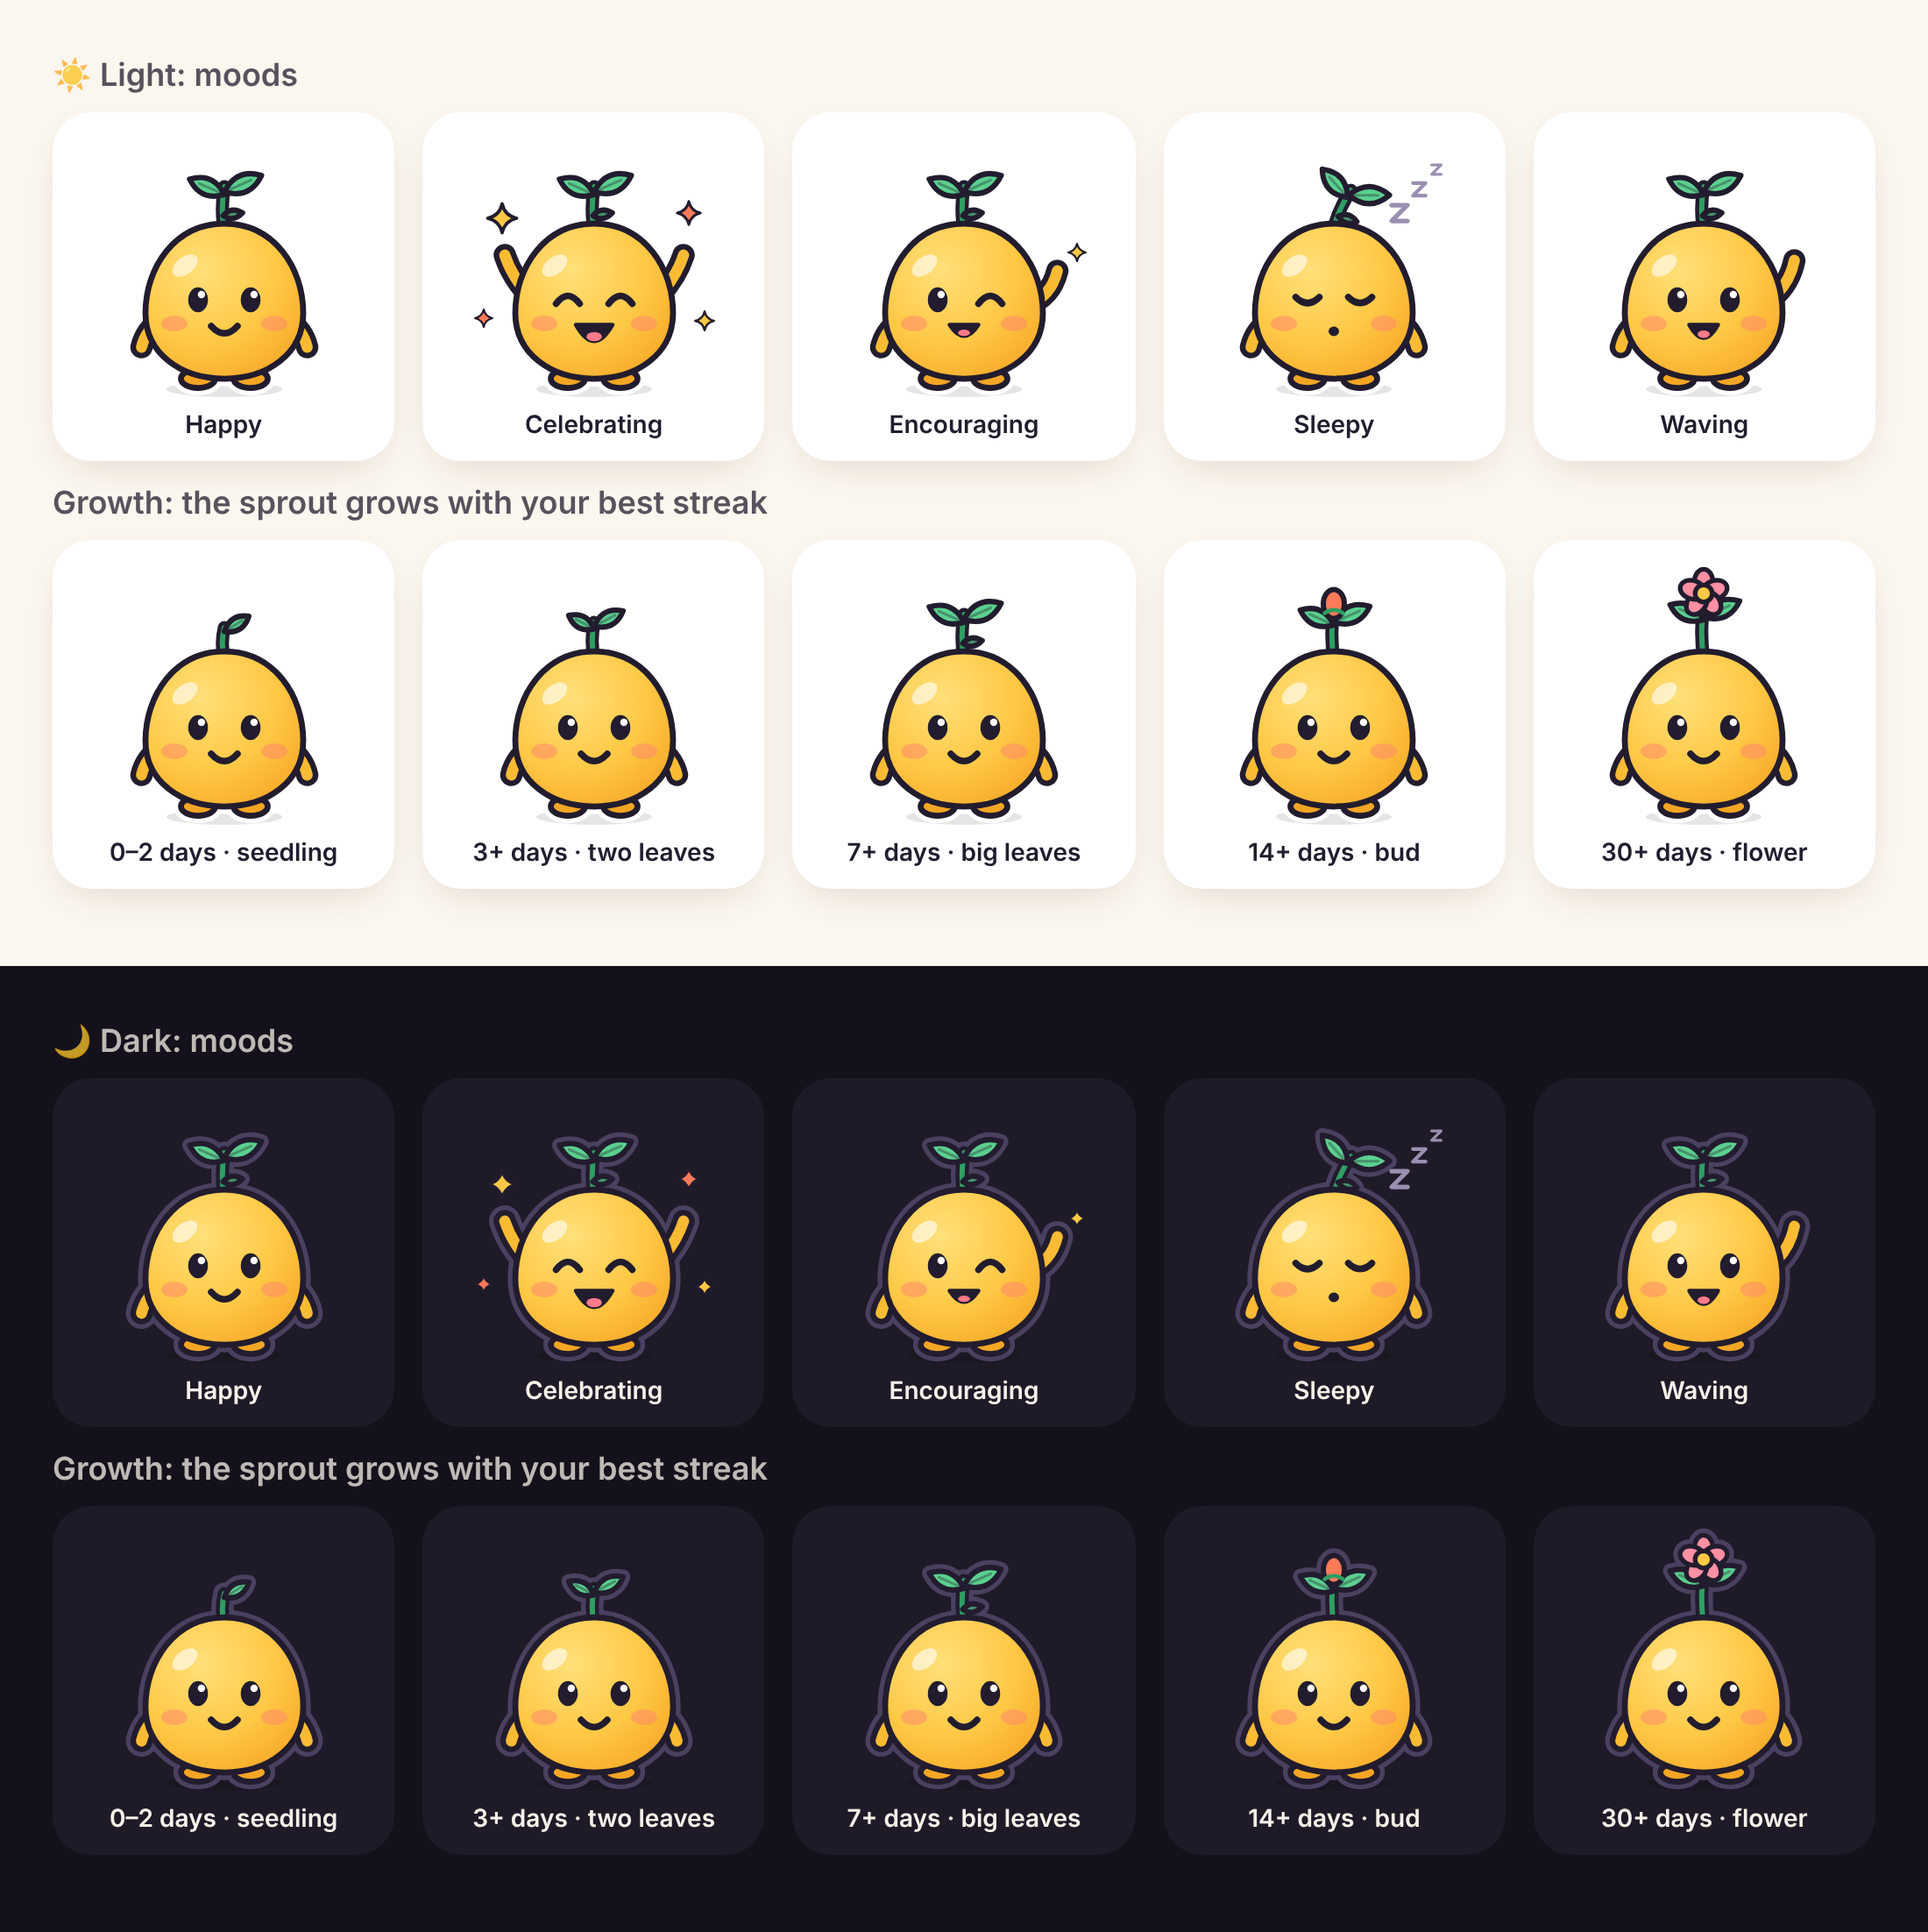 ☀️ Light: moods
z
z
z
Happy
Celebrating
Encouraging
Sleepy
Waving
Growth: the sprout grows with your best streak
0–2 days · seedling
3+ days · two leaves
7+ days · big leaves
14+ days · bud
30+ days · flower
🌙 Dark: moods
z
z
z
Happy
Celebrating
Encouraging
Sleepy
Waving
Growth: the sprout grows with your best streak
0–2 days · seedling
3+ days · two leaves
7+ days · big leaves
14+ days · bud
30+ days · flower